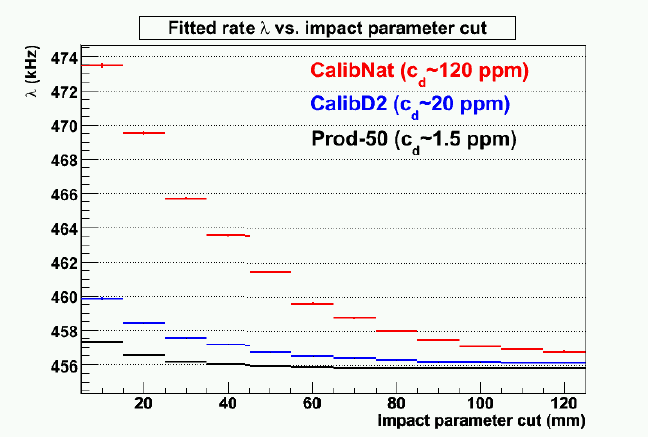 Fitted rate λ vs. impact parameter cut
λ (kHz)
CalibNat (c_d~120 ppm)
CalibD2 (c_d~20 ppm)
Prod-50 (c_d~1.5 ppm)
474
472
470
468
466
464
462
460
458
456
20 40 60 80 100 120
Impact parameter cut (mm)